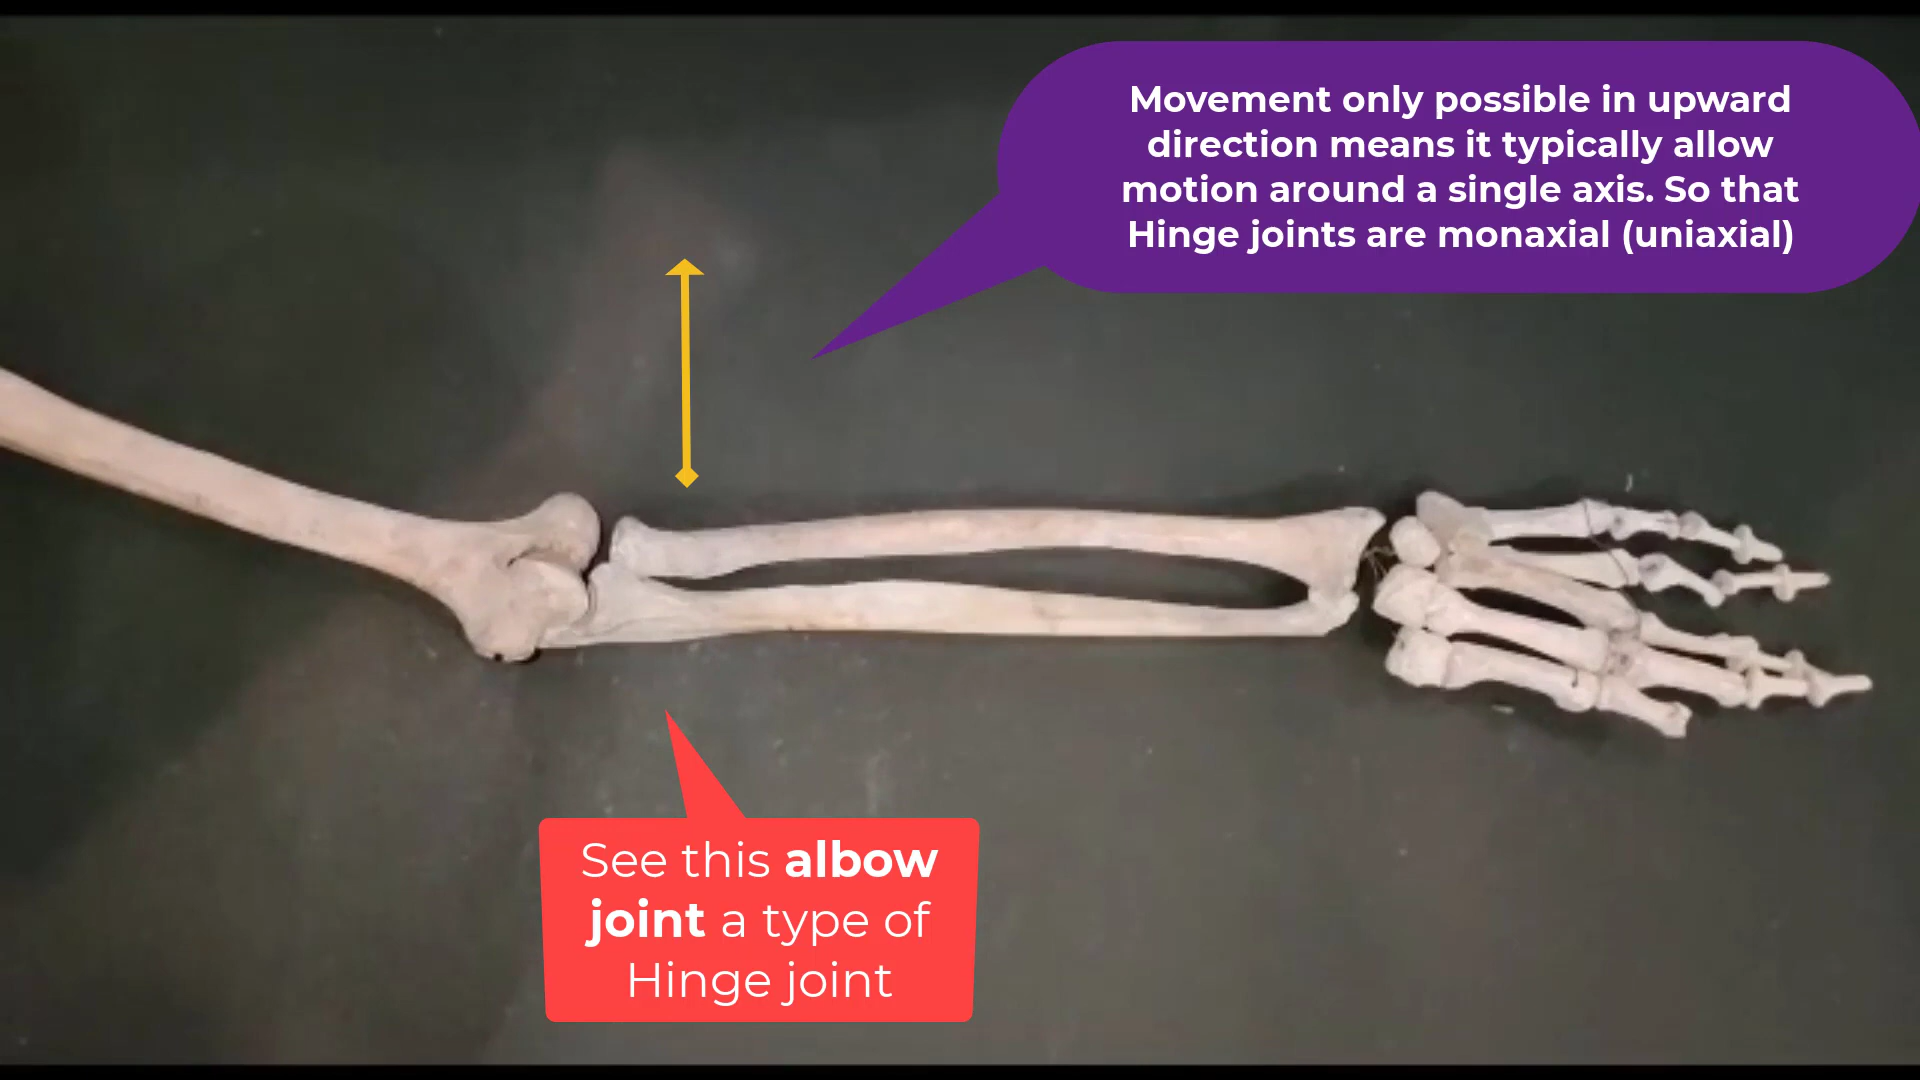 Movement only possible in upward
direction means it typically allow
motion around a single axis. So that
Hinge joints are monaxial (uniaxial)
See this albow
joint a type of
Hinge joint